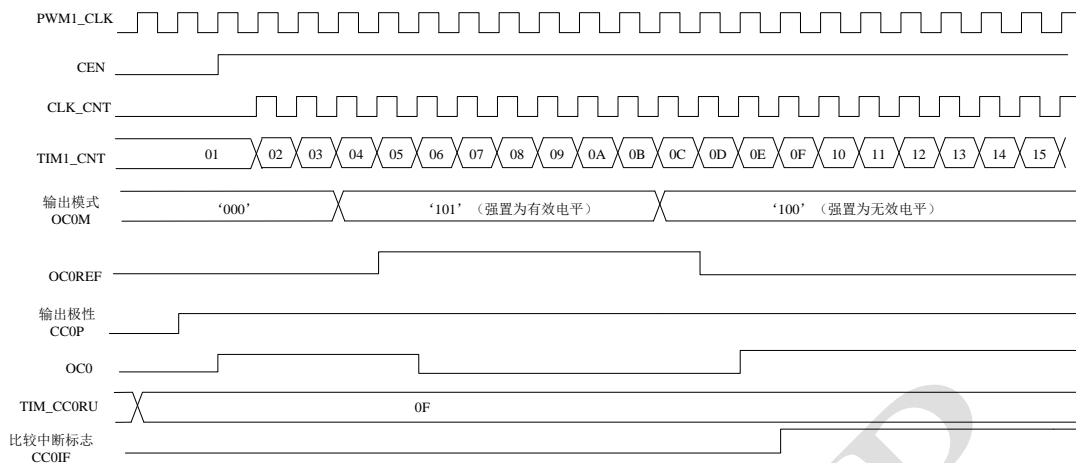 PWM1_CLK
CEN
CLK_CNT
TIM1_CNT 01 02 03 04 05 06 07 08 09 0A 0B 0C 0D 0E 0F 10 11 12 13 14 15
输出模式
OC0M ‘000’ ‘101’（强置为有效电平） ‘100’（强置为无效电平）
OC0REF
输出极性
CC0P
OC0
TIM_CC0RU 0F
比较中断标志
CC0IF